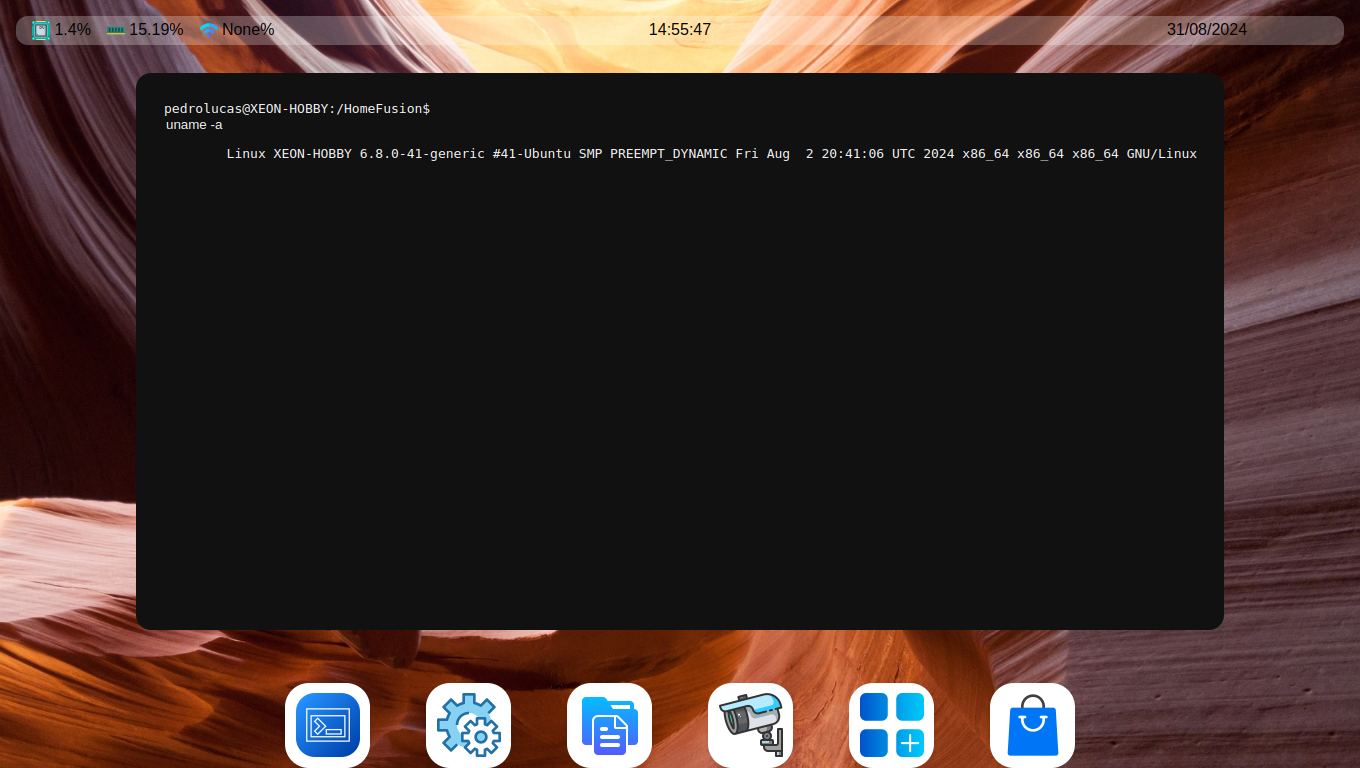 1.4% 15.19% None% 14:55:47 31/08/2024
pedrolucas@XEON-HOBBY:/HomeFusion$
uname -a
Linux XEON-HOBBY 6.8.0-41-generic #41-Ubuntu SMP PREEMPT_DYNAMIC Fri Aug  2 20:41:06 UTC 2024 x86_64 x86_64 x86_64 GNU/Linux